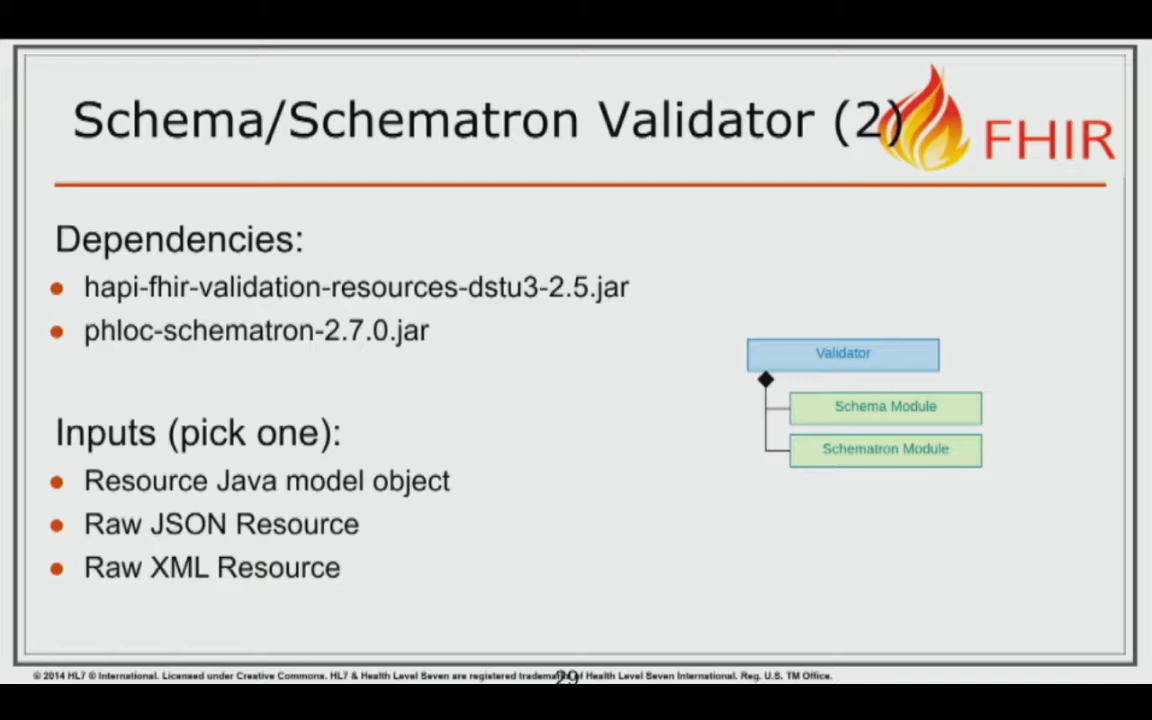 Schema/Schematron Validator (2)
FHIR
Dependencies:
hapi-fhir-validation-resources-dstu3-2.5.jar
phloc-schematron-2.7.0.jar
Inputs (pick one):
Resource Java model object
Raw JSON Resource
Raw XML Resource
Validator
Schema Module
Schematron Module
© 2014 HL7 ® International. Licensed under Creative Commons. HL7 & Health Level Seven are registered trademarks of Health Level Seven International. Reg. U.S. TM Office.
29